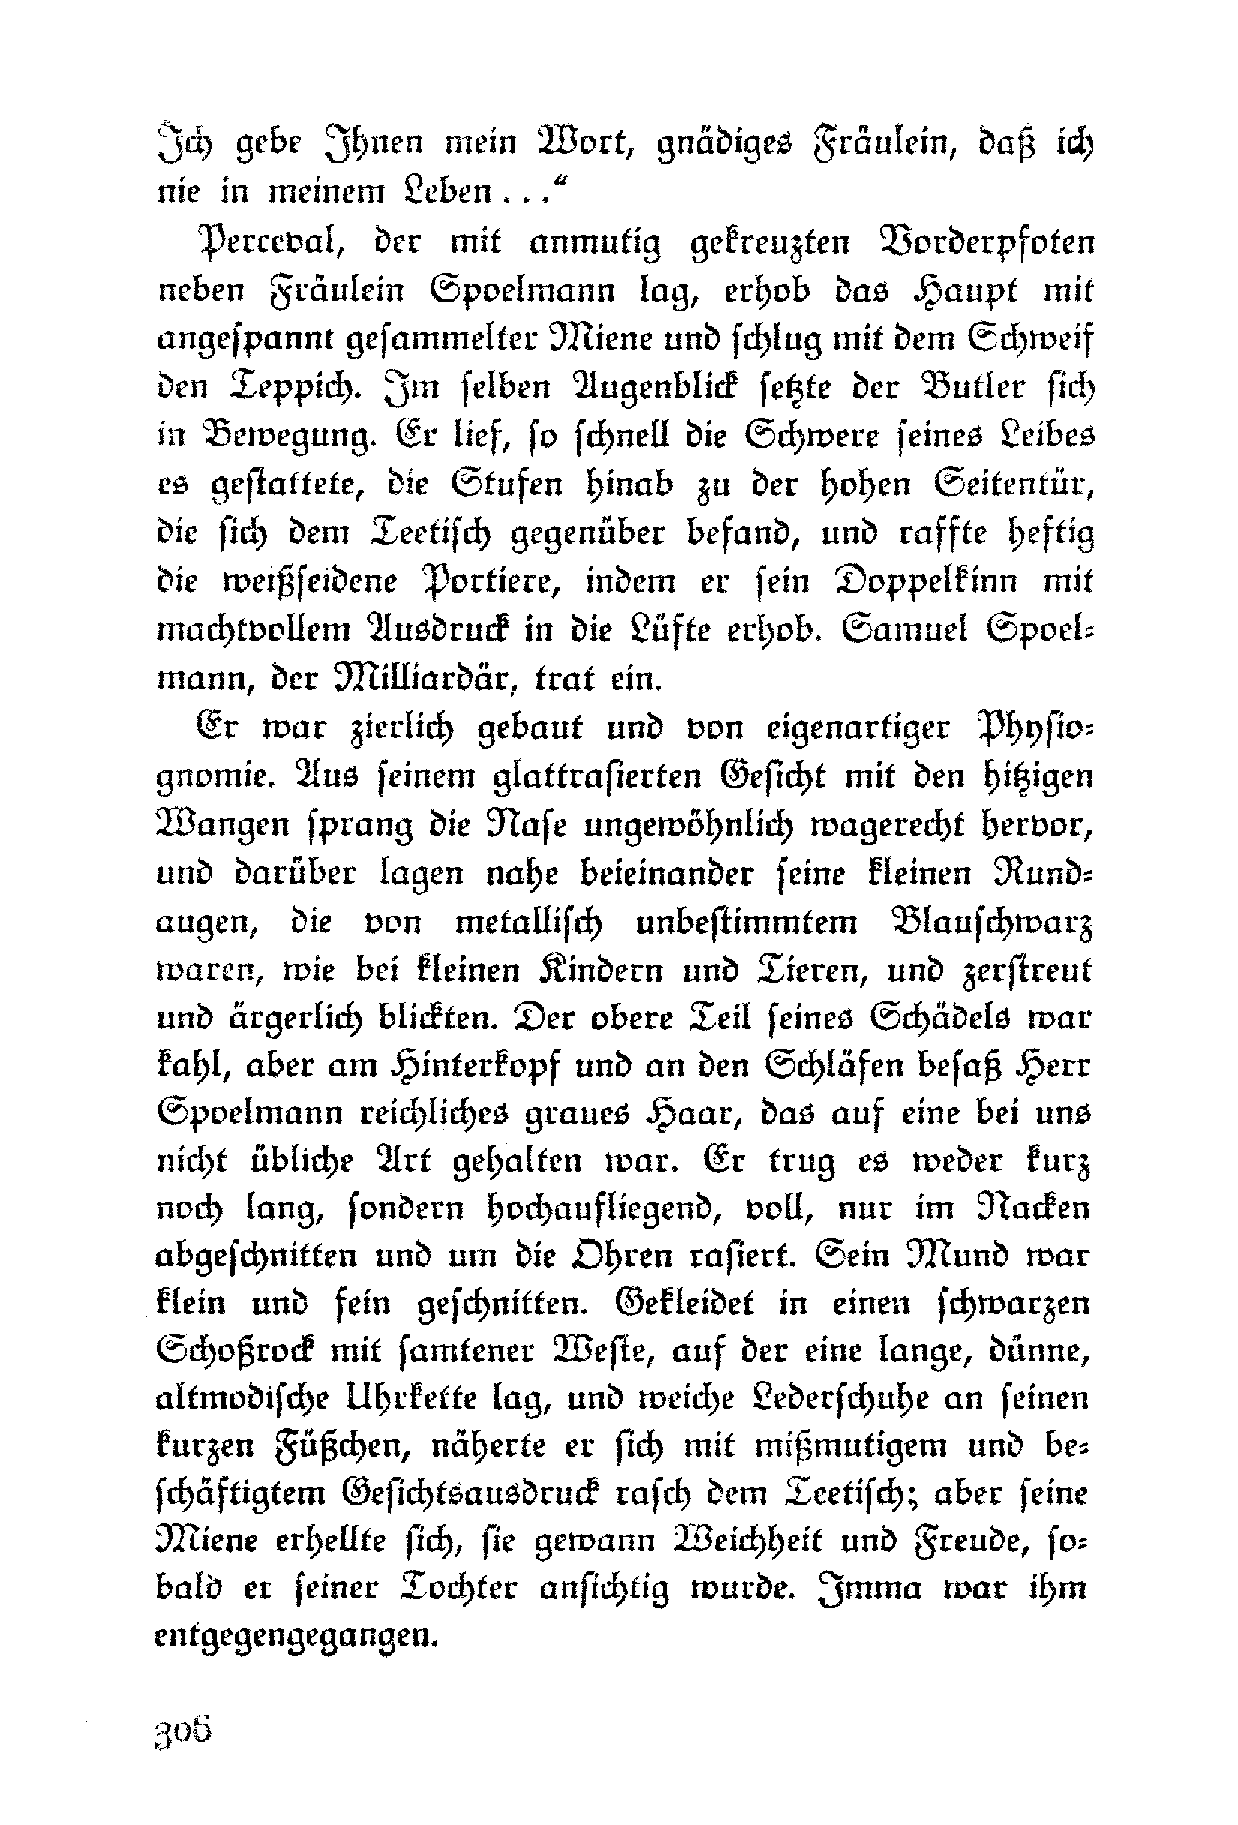 Ich gebe Ihnen mein Wort, gnädiges Fräulein, daß ich
nie in meinem Leben . . .“
Perceval, der mit anmutig gekreuzten Vorderpfoten
neben Fräulein Spoelmann lag, erhob das Haupt mit
angeſpannt geſammelter Miene und ſchlug mit dem Schweif
den Teppich. Im ſelben Augenblick ſetzte der Butler ſich
in Bewegung. Er lief, ſo ſchnell die Schwere ſeines Leibes
es geſtattete, die Stufen hinab zu der hohen Seitentür,
die ſich dem Teetiſch gegenüber befand, und raffte heftig
die weißſeidene Portiere, indem er ſein Doppelkinn mit
machtvollem Ausdruck in die Lüfte erhob. Samuel Spoel⸗
mann, der Milliardär, trat ein.
Er war zierlich gebaut und von eigenartiger Phyſio⸗
gnomie. Aus ſeinem glattraſierten Geſicht mit den hitzigen
Wangen ſprang die Naſe ungewöhnlich wagerecht hervor,
und darüber lagen nahe beieinander ſeine kleinen Rund⸗
augen, die von metalliſch unbeſtimmtem Blauſchwarz
waren, wie bei kleinen Kindern und Tieren, und zerſtreut
und ärgerlich blickten. Der obere Teil ſeines Schädels war
kahl, aber am Hinterkopf und an den Schläfen beſaß Herr
Spoelmann reichliches graues Haar, das auf eine bei uns
nicht übliche Art gehalten war. Er trug es weder kurz
noch lang, ſondern hochaufliegend, voll, nur im Nacken
abgeſchnitten und um die Ohren raſiert. Sein Mund war
klein und fein geſchnitten. Gekleidet in einen ſchwarzen
Schoßrock mit ſamtener Weſte, auf der eine lange, dünne,
altmodiſche Uhrkette lag, und weiche Lederſchuhe an ſeinen
kurzen Füßchen, näherte er ſich mit mißmutigem und be⸗
ſchäftigtem Geſichtsausdruck raſch dem Teetiſch; aber ſeine
Miene erhellte ſich, ſie gewann Weichheit und Freude, ſo⸗
bald er ſeiner Tochter anſichtig wurde. Imma war ihm
entgegengegangen.
306